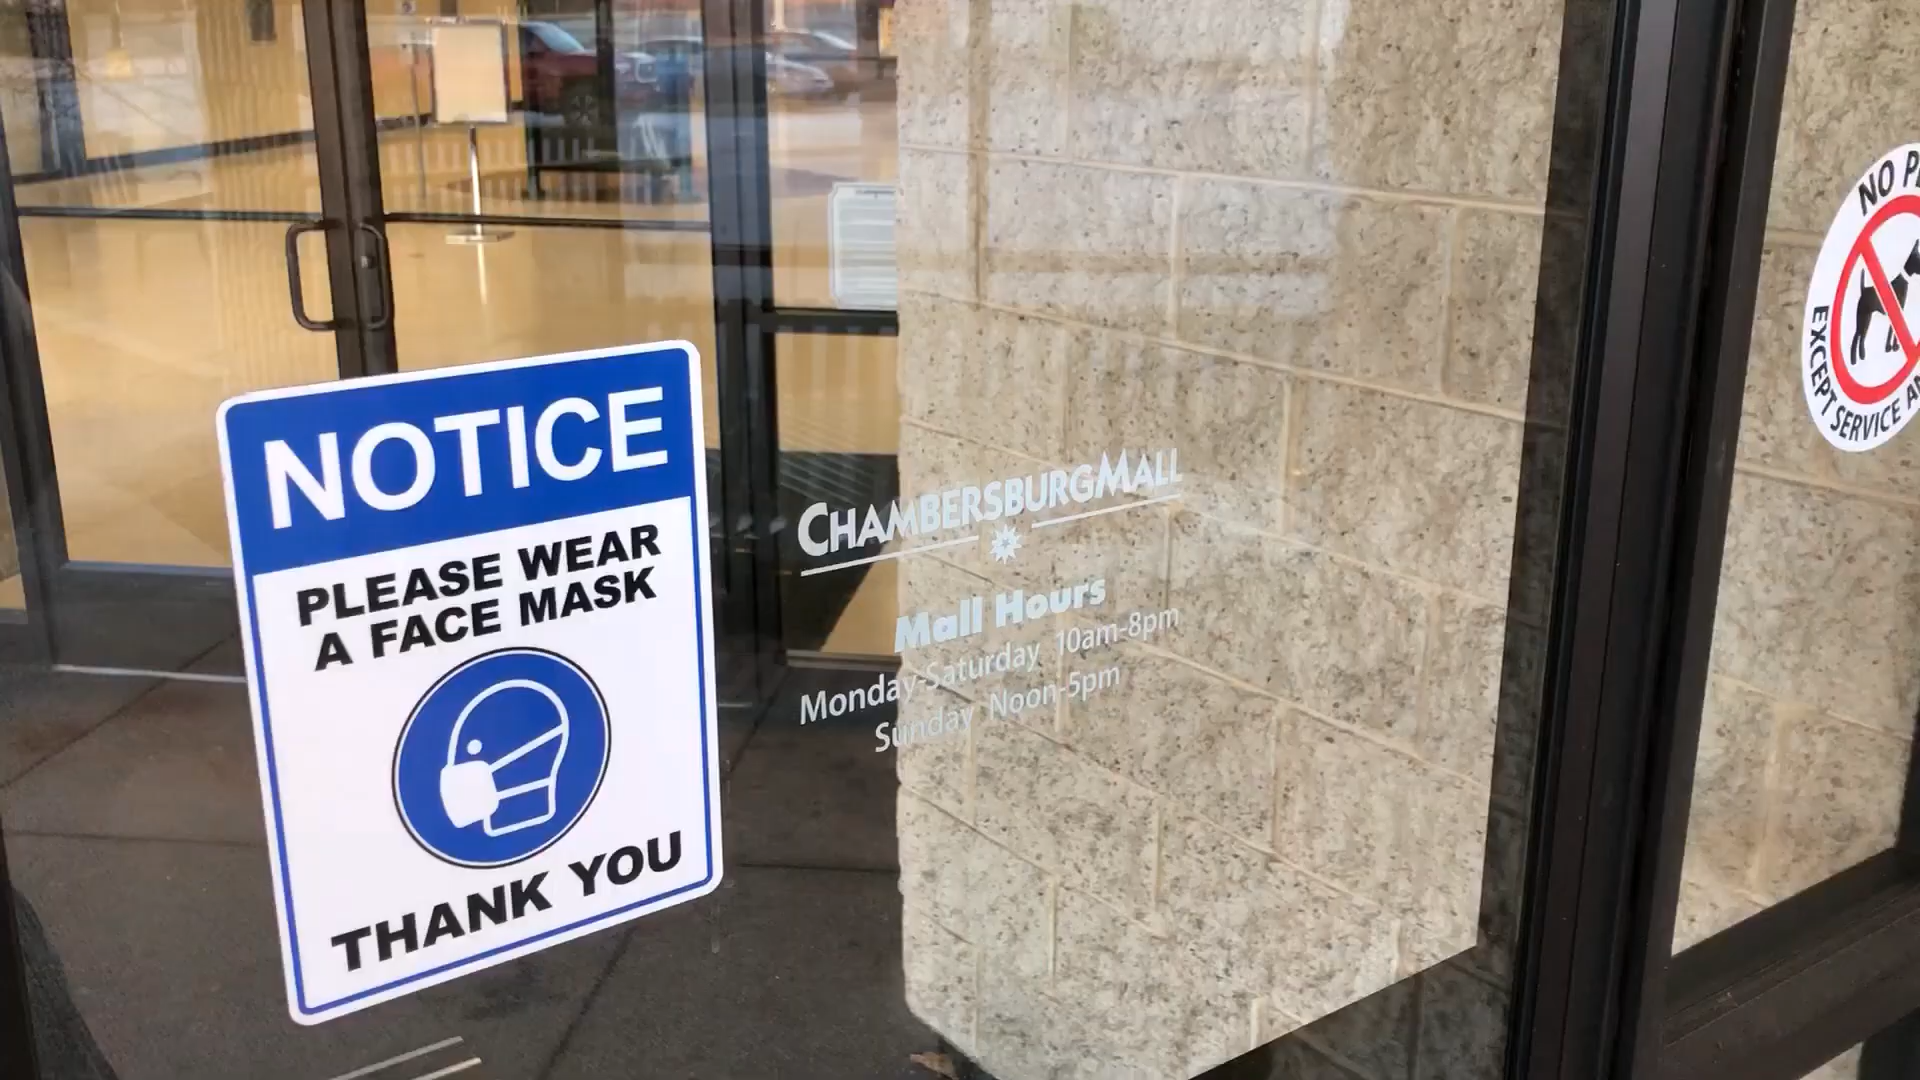 NOTICE
PLEASE WEAR
A FACE MASK
THANK YOU
CHAMBERSBURGMALL
Mall Hours
Monday-Saturday 10am-8pm
Sunday Noon-5pm
NO
EXCEPT SERVICE